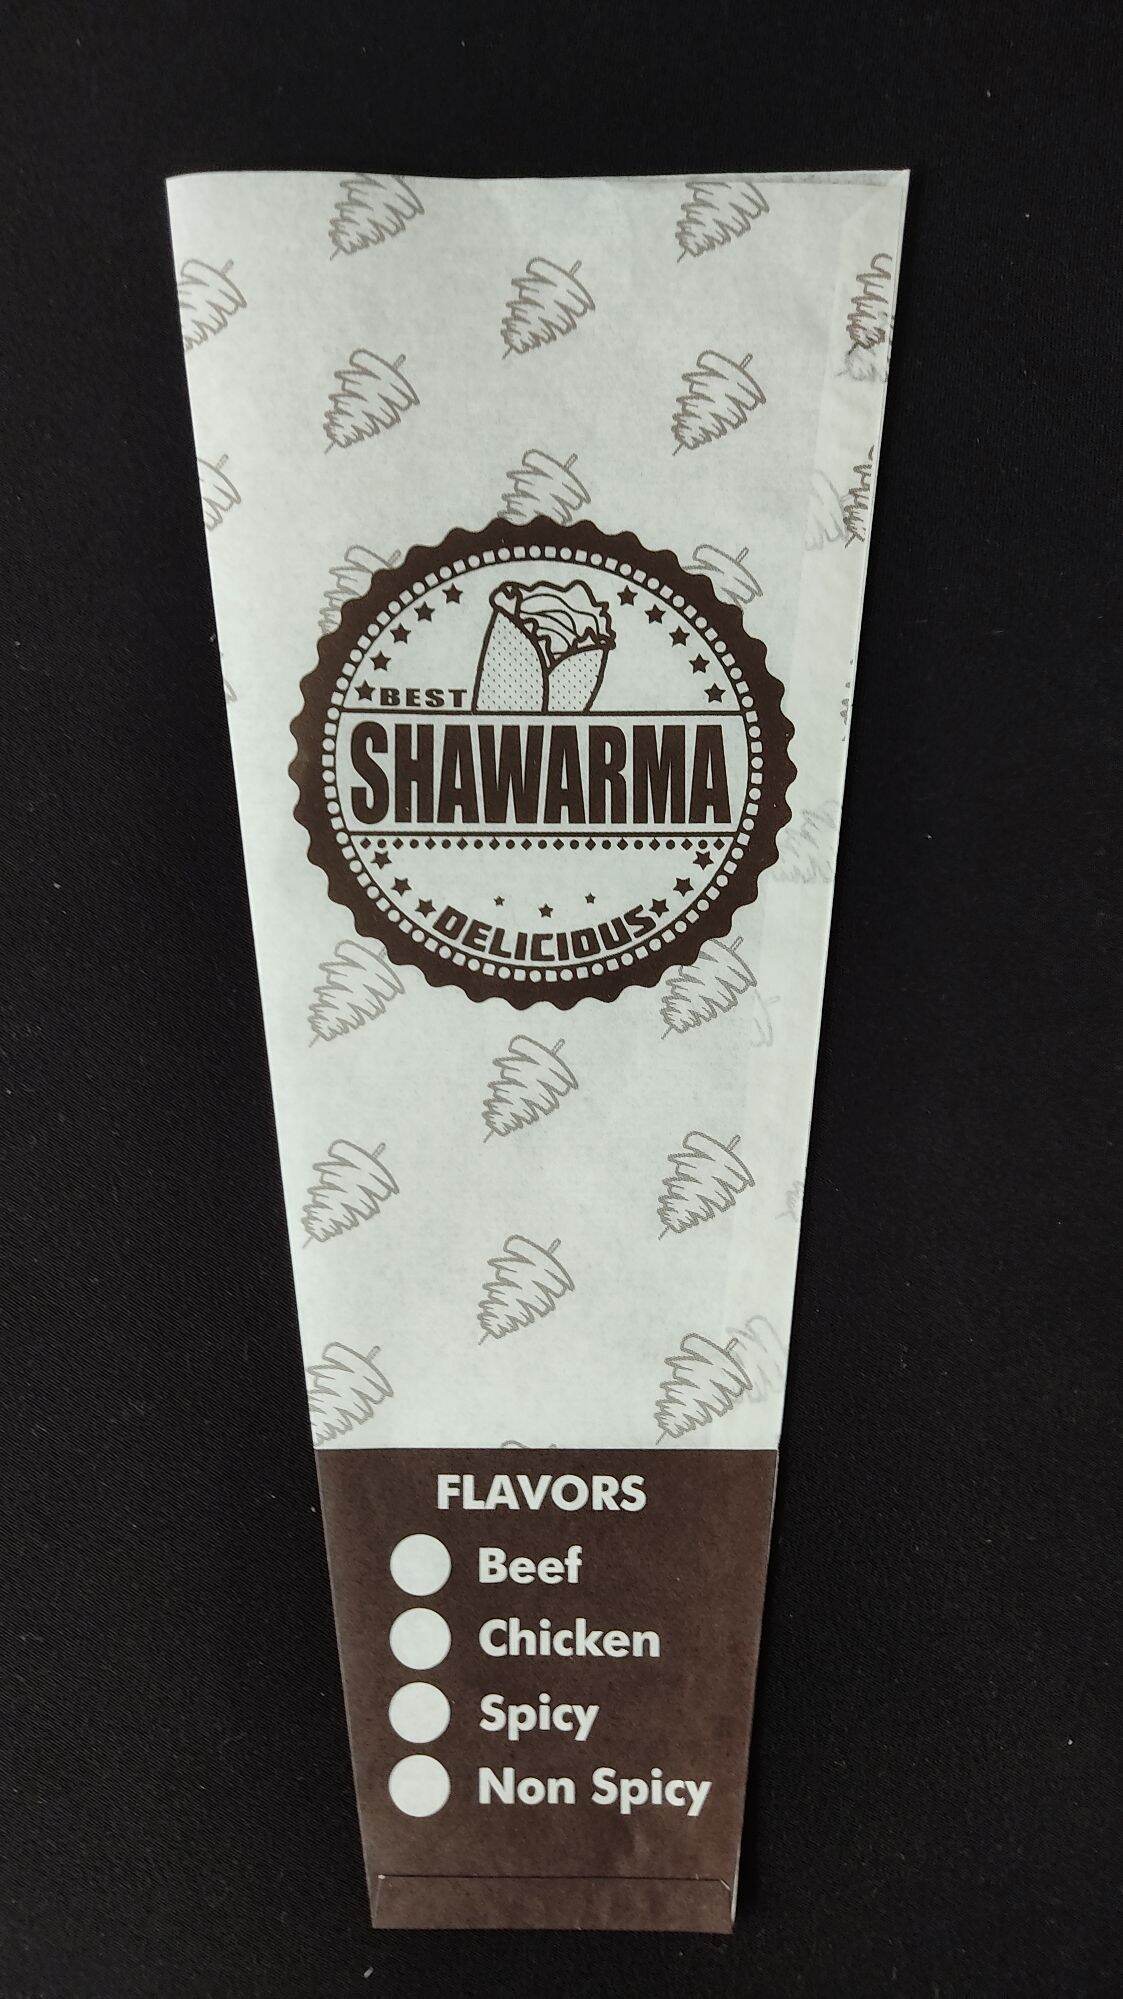 BEST
SHAWARMA
DELICIOUS
FLAVORS
Beef
Chicken
Spicy
Non Spicy